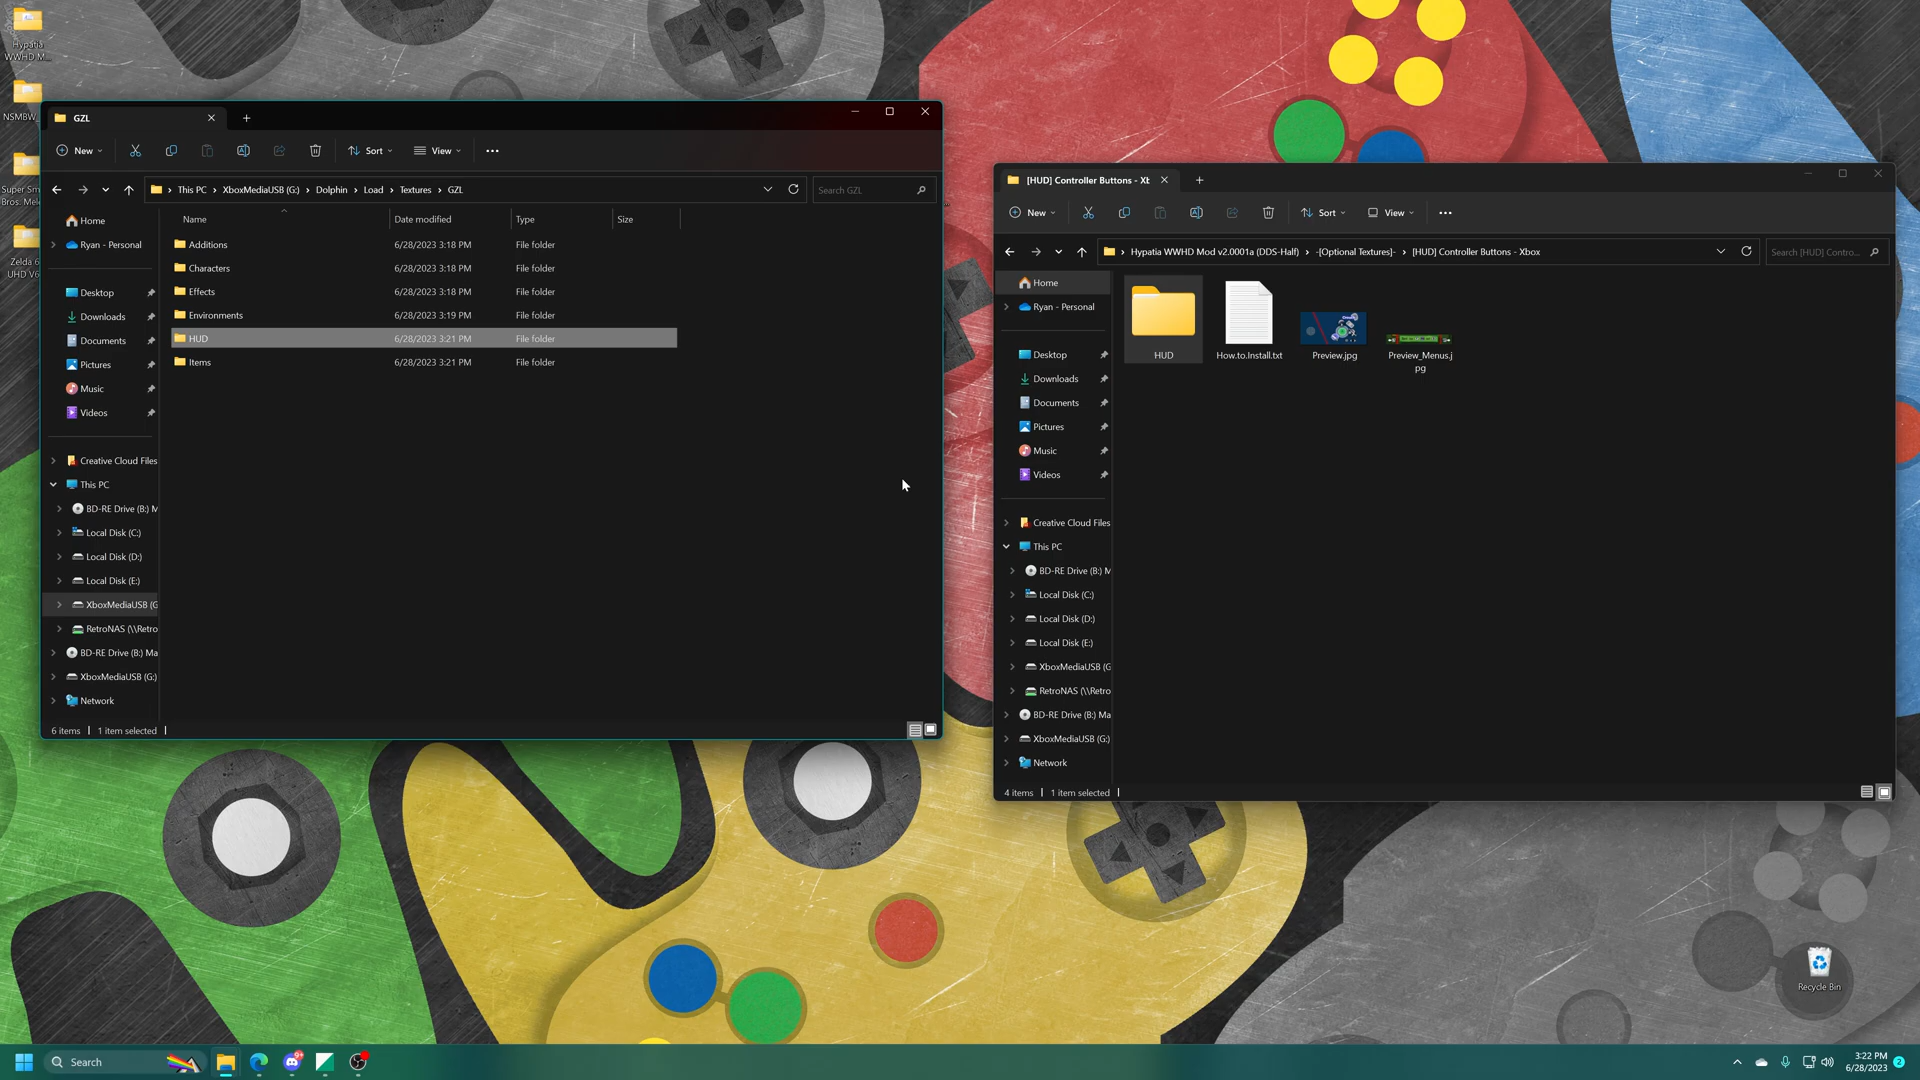 Hypatia
WWHD M...
NSMBW
Super Sm
Bros. Mel
Zelda
UHD V6
GZL
New
Sort
View
This PC
XboxMediaUSB (G:)
Dolphin
Load
Textures
GZL
Search GZL
Home
Ryan - Personal
Desktop
Downloads
Documents
Pictures
Music
Videos
Creative Cloud Files
This PC
BD-RE Drive (B:) M
Local Disk (C:)
Local Disk (D:)
Local Disk (E:)
XboxMediaUSB (G
RetroNAS (\\Retro
BD-RE Drive (B:) Ma
XboxMediaUSB (G:)
Network
Name Date modified Type Size
Additions 6/28/2023 3:18 PM File folder
Characters 6/28/2023 3:18 PM File folder
Effects 6/28/2023 3:18 PM File folder
Environments 6/28/2023 3:19 PM File folder
HUD 6/28/2023 3:21 PM File folder
Items 6/28/2023 3:21 PM File folder
6 items 1 item selected
[HUD] Controller Buttons - Xb
New
Sort
View
Hypatia WWHD Mod v2.0001a (DDS-Half)
-[Optional Textures]-
[HUD] Controller Buttons - Xbox
Search [HUD] Contro...
Home
Ryan - Personal
Desktop
Downloads
Documents
Pictures
Music
Videos
Creative Cloud Files
This PC
BD-RE Drive (B:) M
Local Disk (C:)
Local Disk (D:)
Local Disk (E:)
XboxMediaUSB (G
RetroNAS (\\Retro
BD-RE Drive (B:) Ma
XboxMediaUSB (G:)
Network
HUD
How.to.Install.txt
Preview.jpg
Preview_Menus.j
pg
4 items 1 item selected
Recycle Bin
Search
9+
3:22 PM
6/28/2023
2